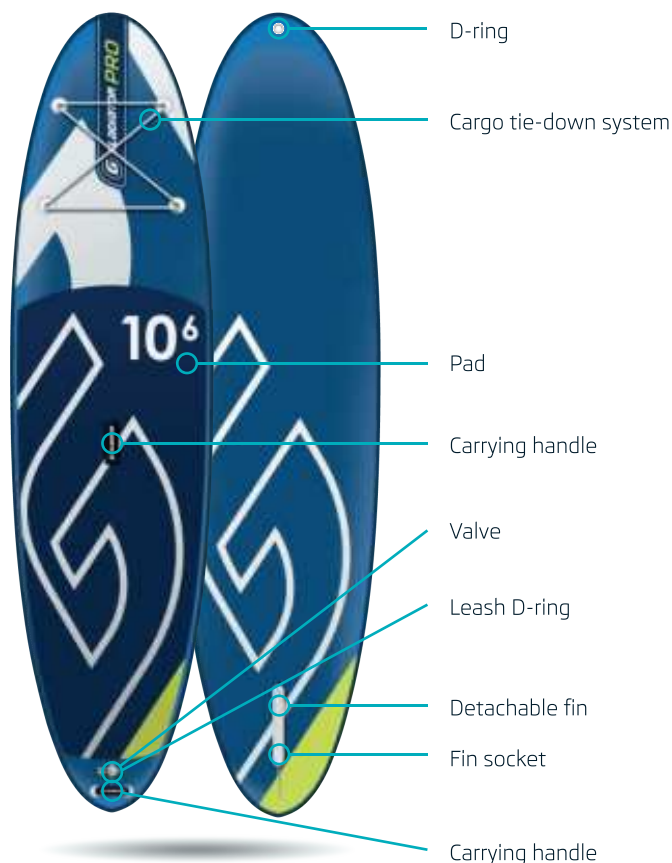 D-ring
PRO
Cargo tie-down system
10⁶
Pad
Carrying handle
Valve
Leash D-ring
Detachable fin
Fin socket
Carrying handle